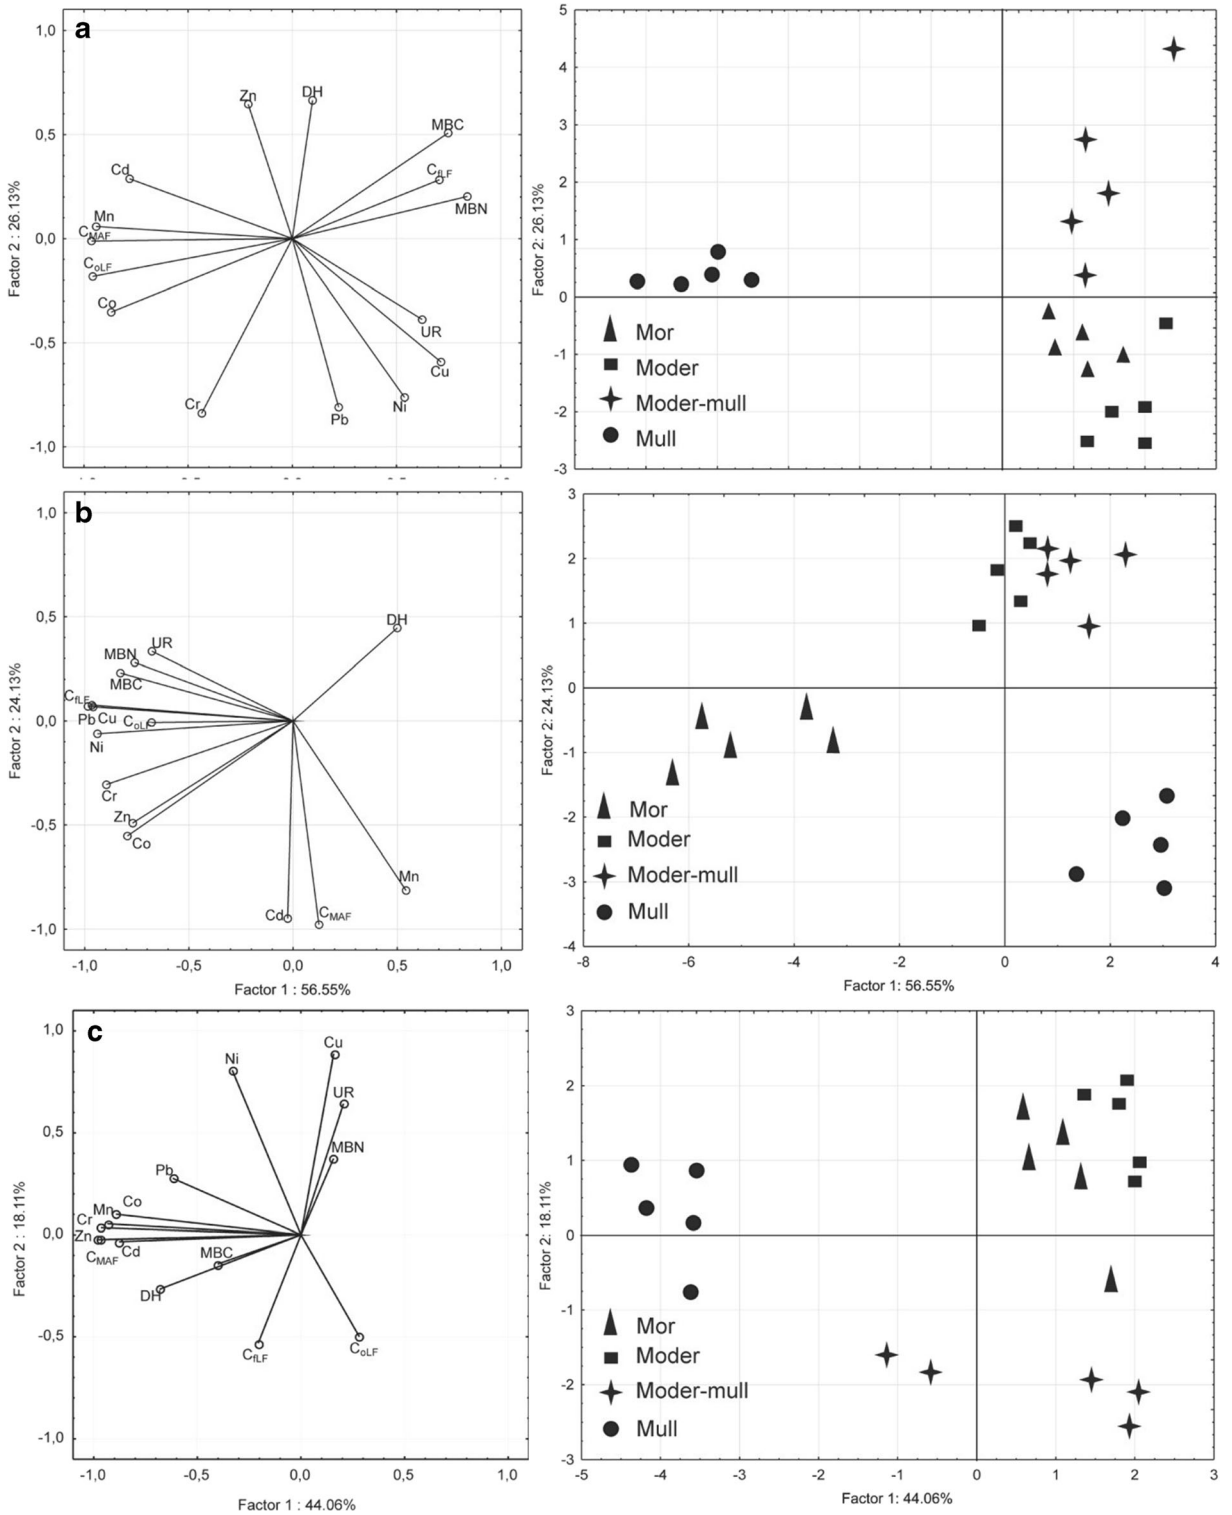 a
1,0
0,5
0,0
-0,5
-1,0
Factor 2 : 26.13%
Zn
DH
MBC
CfLF
MBN
Cd
Mn
CMAF
CoLF
Co
UR
Cu
Cr
Pb
Ni
5
4
3
2
1
0
-1
-2
-3
Factor 2: 26.13%
Mor
Moder
Moder-mull
Mull
b
1,0
0,5
0,0
-0,5
-1,0
Factor 2 : 24.13%
DH
UR
MBN
MBC
CfLF
Pb
Cu
CoLF
Ni
Cr
Zn
Co
Mn
Cd
CMAF
-1,0
-0,5
0,0
0,5
1,0
Factor 1 : 56.55%
3
2
1
0
-1
-2
-3
-4
Factor 2: 24.13%
Mor
Moder
Moder-mull
Mull
-8
-6
-4
-2
0
2
4
Factor 1: 56.55%
c
1,0
0,5
0,0
-0,5
-1,0
Factor 2 : 18.11%
Ni
Cu
UR
MBN
Pb
Co
Mn
Cr
Zn
CMAF
Cd
MBC
DH
CfLF
CoLF
-1,0
-0,5
0,0
0,5
1,0
Factor 1 : 44.06%
3
2
1
0
-1
-2
-3
Factor 2: 18.11%
Mor
Moder
Moder-mull
Mull
-5
-4
-3
-2
-1
0
1
2
3
Factor 1: 44.06%